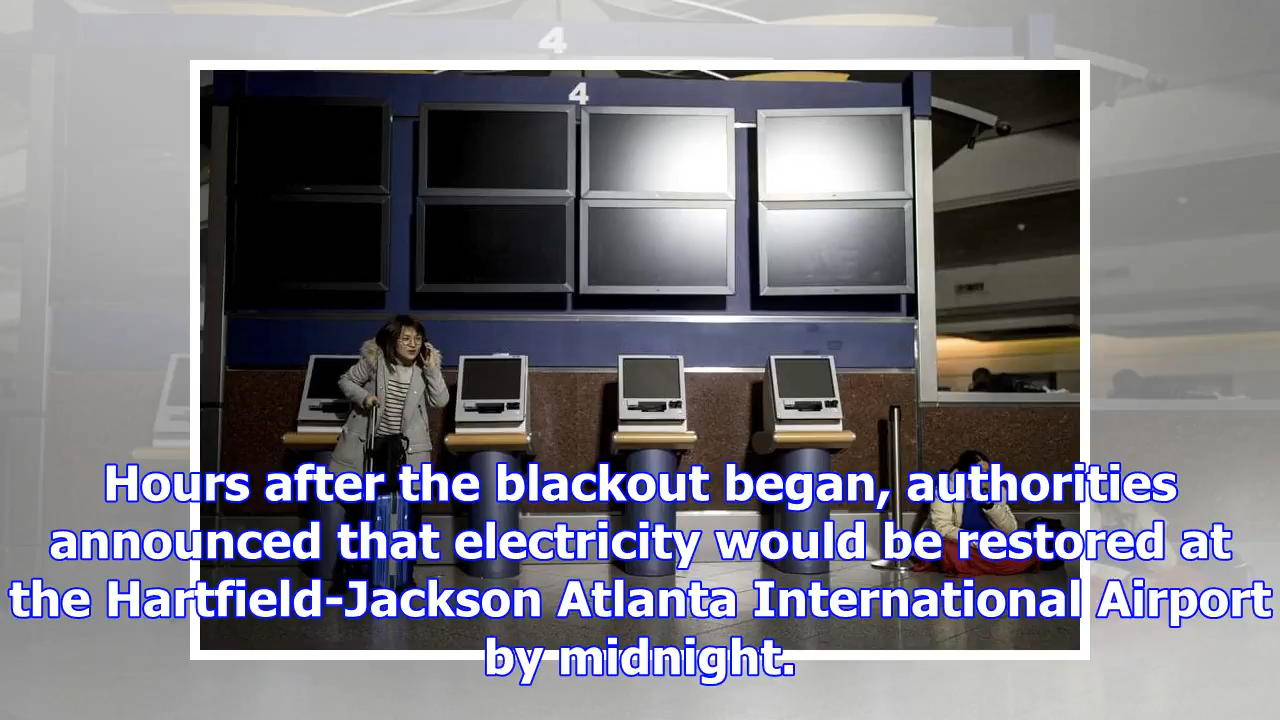 4
4
Hours after the blackout began, authorities
announced that electricity would be restored at
the Hartfield-Jackson Atlanta International Airport
by midnight.